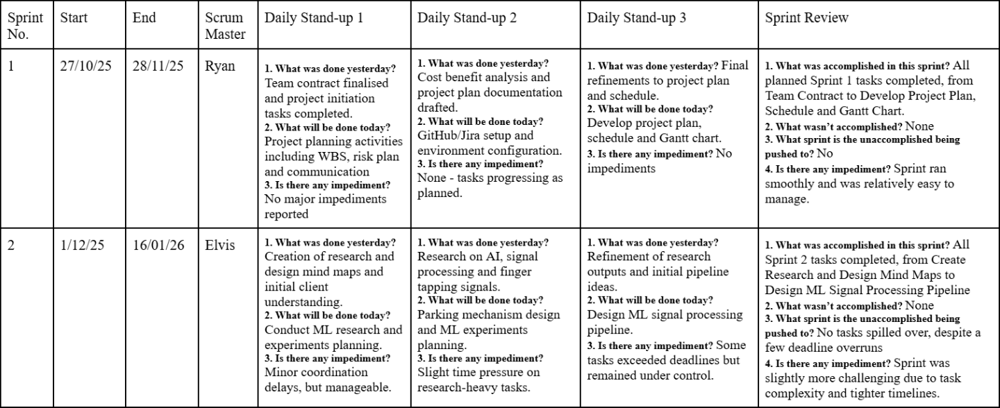 Sprint No.
Start
End
Scrum Master
Daily Stand-up 1
Daily Stand-up 2
Daily Stand-up 3
Sprint Review
1
27/10/25
28/11/25
Ryan
1. What was done yesterday?
Team contract finalised
and project initiation
tasks completed.
2. What will be done today?
Project planning activities
including WBS, risk plan
and communication
3. Is there any impediment?
No major impediments
reported
1. What was done yesterday?
Cost benefit analysis and
project plan documentation
drafted.
2. What will be done today?
GitHub/Jira setup and
environment configuration.
3. Is there any impediment?
None - tasks progressing as
planned.
1. What was done yesterday? Final
refinements to project plan
and schedule.
2. What will be done today?
Develop project plan,
schedule and Gantt chart.
3. Is there any impediment? No
impediments
1. What was accomplished in this sprint? All
planned Sprint 1 tasks completed, from
Team Contract to Develop Project Plan,
Schedule and Gantt Chart.
2. What wasn’t accomplished? None
3. What sprint is the unaccomplished being
pushed to? No
4. Is there any impediment? Sprint ran
smoothly and was relatively easy to
manage.
2
1/12/25
16/01/26
Elvis
1. What was done yesterday?
Creation of research and
design mind maps and
initial client
understanding.
2. What will be done today?
Conduct ML research and
experiments planning.
3. Is there any impediment?
Minor coordination
delays, but manageable.
1. What was done yesterday?
Research on AI, signal
processing and finger
tapping signals.
2. What will be done today?
Parking mechanism design
and ML experiments
planning.
3. Is there any impediment?
Slight time pressure on
research-heavy tasks.
1. What was done yesterday?
Refinement of research
outputs and initial pipeline
ideas.
2. What will be done today?
Design ML signal processing
pipeline.
3. Is there any impediment? Some
tasks exceeded deadlines but
remained under control.
1. What was accomplished in this sprint? All
Sprint 2 tasks completed, from Create
Research and Design Mind Maps to
Design ML Signal Processing Pipeline
2. What wasn’t accomplished? None
3. What sprint is the unaccomplished being
pushed to? No tasks spilled over, despite a
few deadline overruns
4. Is there any impediment? Sprint was
slightly more challenging due to task
complexity and tighter timelines.